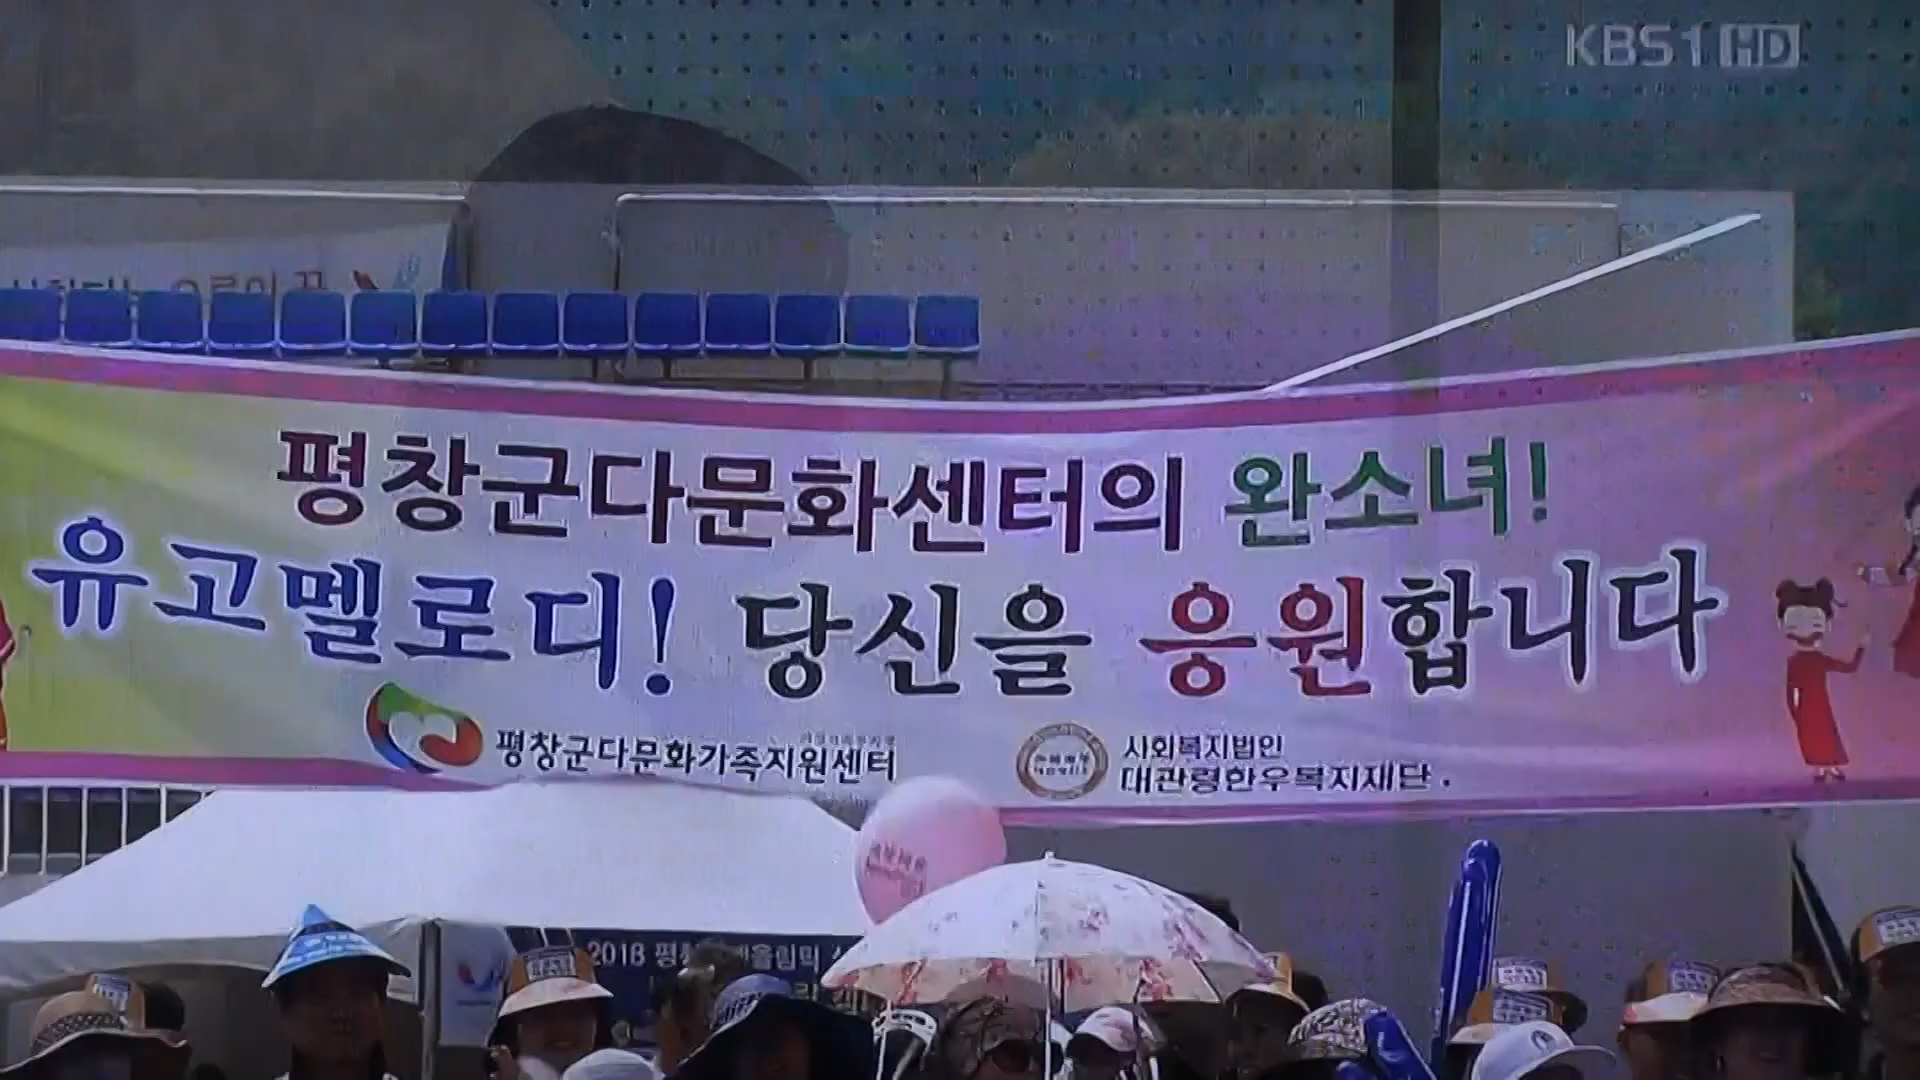 KBS1 HD
평창군다문화센터의 완소녀!
유고멜로디! 당신을 응원합니다
평창군다문화가족지원센터
사회복지법인
대관령한우복지재단.
2018 평창